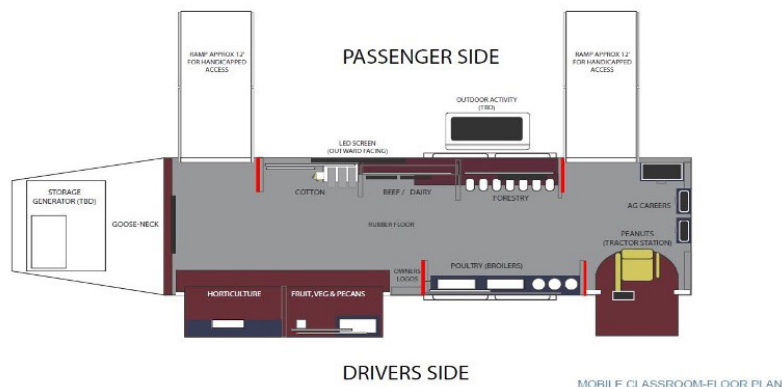 RAMP APPROX 12'
FOR HANDICAPPED
ACCESS
PASSENGER SIDE
RAMP APPROX 12'
FOR HANDICAPPED
ACCESS
OUTDOOR ACTIVITY
(TBD)
LED SCREEN
(OUTWARD FACING)
STORAGE
GENERATOR (TBD)
GOOSE-NECK
COTTON
BEEF / DAIRY
FORESTRY
AG CAREERS
RUBBER FLOOR
PEANUTS
(TRACTOR STATION)
POULTRY (BROILERS)
OWNERS
LOGOS
HORTICULTURE
FRUIT, VEG & PECANS
DRIVERS SIDE
MOBILE CLASSROOM-FLOOR PLAN